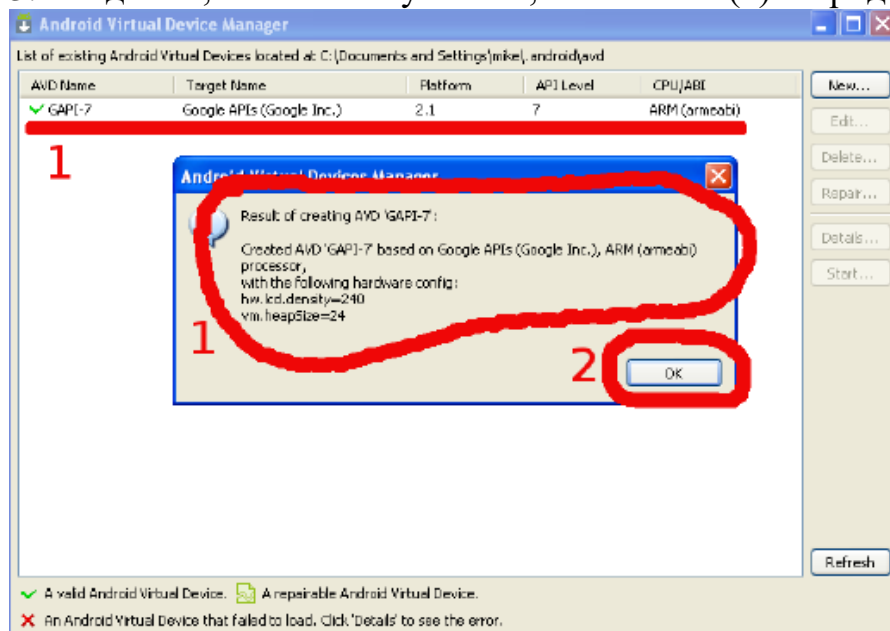 Android Virtual Device Manager
List of existing Android Virtual Devices located at C:\Documents and Settings\mikel\.android\avd
AVD Name Target Name Platform API Level CPU/ABI
GAPI-7 Google APIs (Google Inc.) 2.1 7 ARM (armeabi)
New...
Edit...
Delete...
Repair...
Details...
Start...
1
Android Virtual Devices Manager
Result of creating AVD 'GAPI-7':
Created AVD 'GAPI-7' based on Google APIs (Google Inc.), ARM (armeabi)
processor,
with the following hardware config:
hw.lcd.density=240
vm.heapSize=24
1
2
OK
Refresh
A valid Android Virtual Device. A repairable Android Virtual Device.
An Android Virtual Device that failed to load. Click 'Details' to see the error.